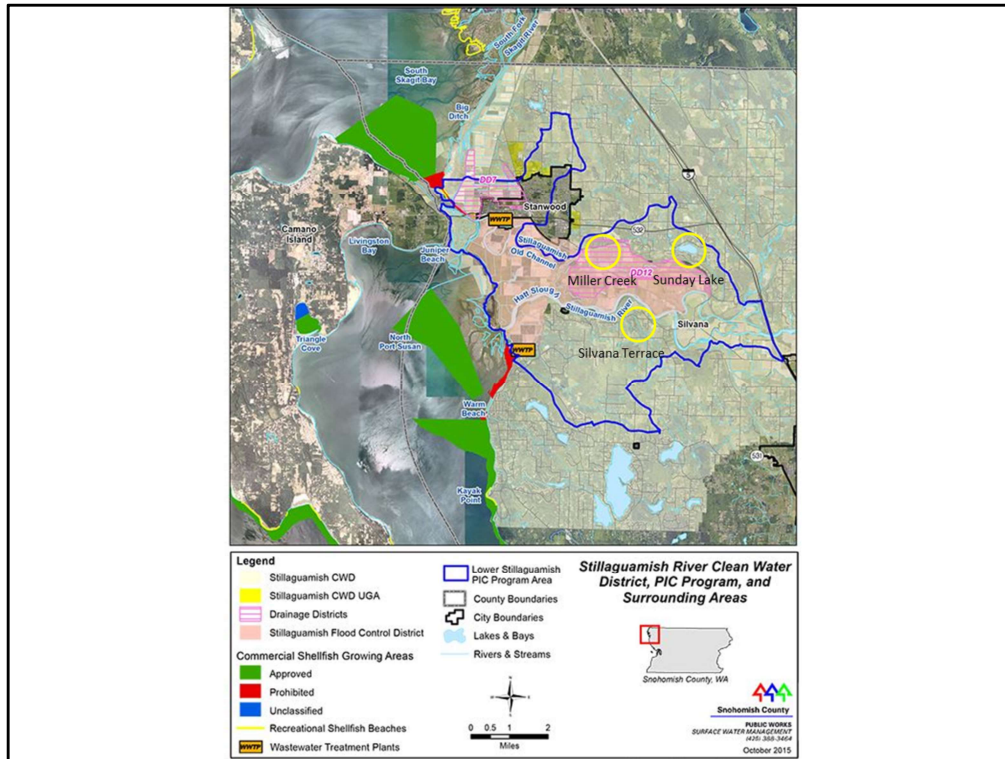 South Fork
Skagit River
South
Skagit Bay
Big
Ditch
DD7
Stanwood
5
WWTP
532
Camano
Island
Livingston
Bay
Juniper
Beach
Stillaguamish
Old Channel
Miller Creek
DD12
Sunday Lake
Hatt Slough
Stillaguamish River
Silvana
Silvana Terrace
Triangle
Cove
North
Port Susan
WWTP
Warm
Beach
531
Kayak
Point
Legend
Stillaguamish CWD
Stillaguamish CWD UGA
Drainage Districts
Stillaguamish Flood Control District
Commercial Shellfish Growing Areas
Approved
Prohibited
Unclassified
Recreational Shellfish Beaches
WWTP Wastewater Treatment Plants
Lower Stillaguamish
PIC Program Area
County Boundaries
City Boundaries
Lakes & Bays
Rivers & Streams
N
0 0.5 1 2
Miles
Stillaguamish River Clean Water
District, PIC Program, and
Surrounding Areas
Snohomish County, WA
Snohomish County
PUBLIC WORKS
SURFACE WATER MANAGEMENT
(425) 388-3464
October 2015